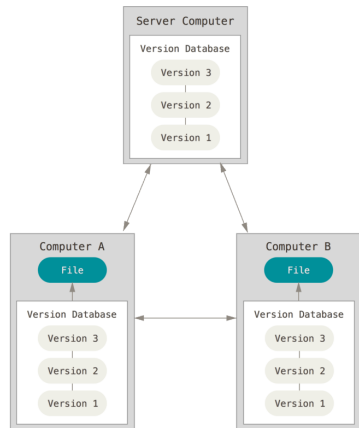 Server Computer
Version Database
Version 3
Version 2
Version 1
Computer A
File
Version Database
Version 3
Version 2
Version 1
Computer B
File
Version Database
Version 3
Version 2
Version 1